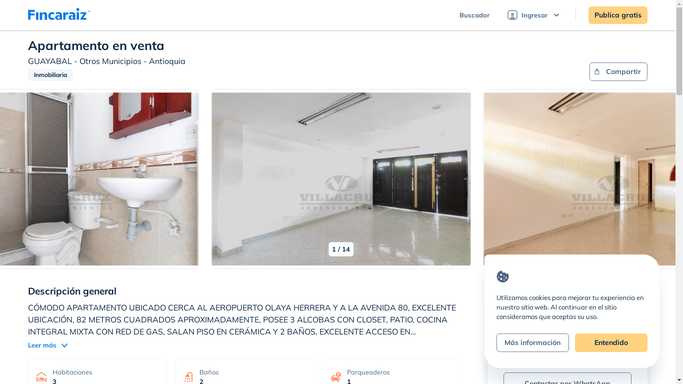 Fincaraiz
Buscador
Ingresar
Publica gratis
Apartamento en venta
GUAYABAL - Otros Municipios - Antioquia
Inmobiliaria
Compartir
VILLACRUZ
VILLACRUZ
VILLACRUZ
1 / 14
Descripción general
CÓMODO APARTAMENTO UBICADO CERCA AL AEROPUERTO OLAYA HERRERA Y A LA AVENIDA 80, EXCELENTE
UBICACIÓN, 82 METROS CUADRADOS APROXIMADAMENTE, POSEE 3 ALCOBAS CON CLOSET, PATIO, COCINA
INTEGRAL MIXTA CON RED DE GAS, SALAN PISO EN CERÁMICA Y 2 BAÑOS, EXCELENTE ACCESO EN...
Leer más
Habitaciones
3
Baños
2
Parqueaderos
1
Utilizamos cookies para mejorar tu experiencia en
nuestro sitio web. Al continuar en el sitio
consideramos que aceptas su uso.
Más información
Entendido
Contactar por WhatsApp